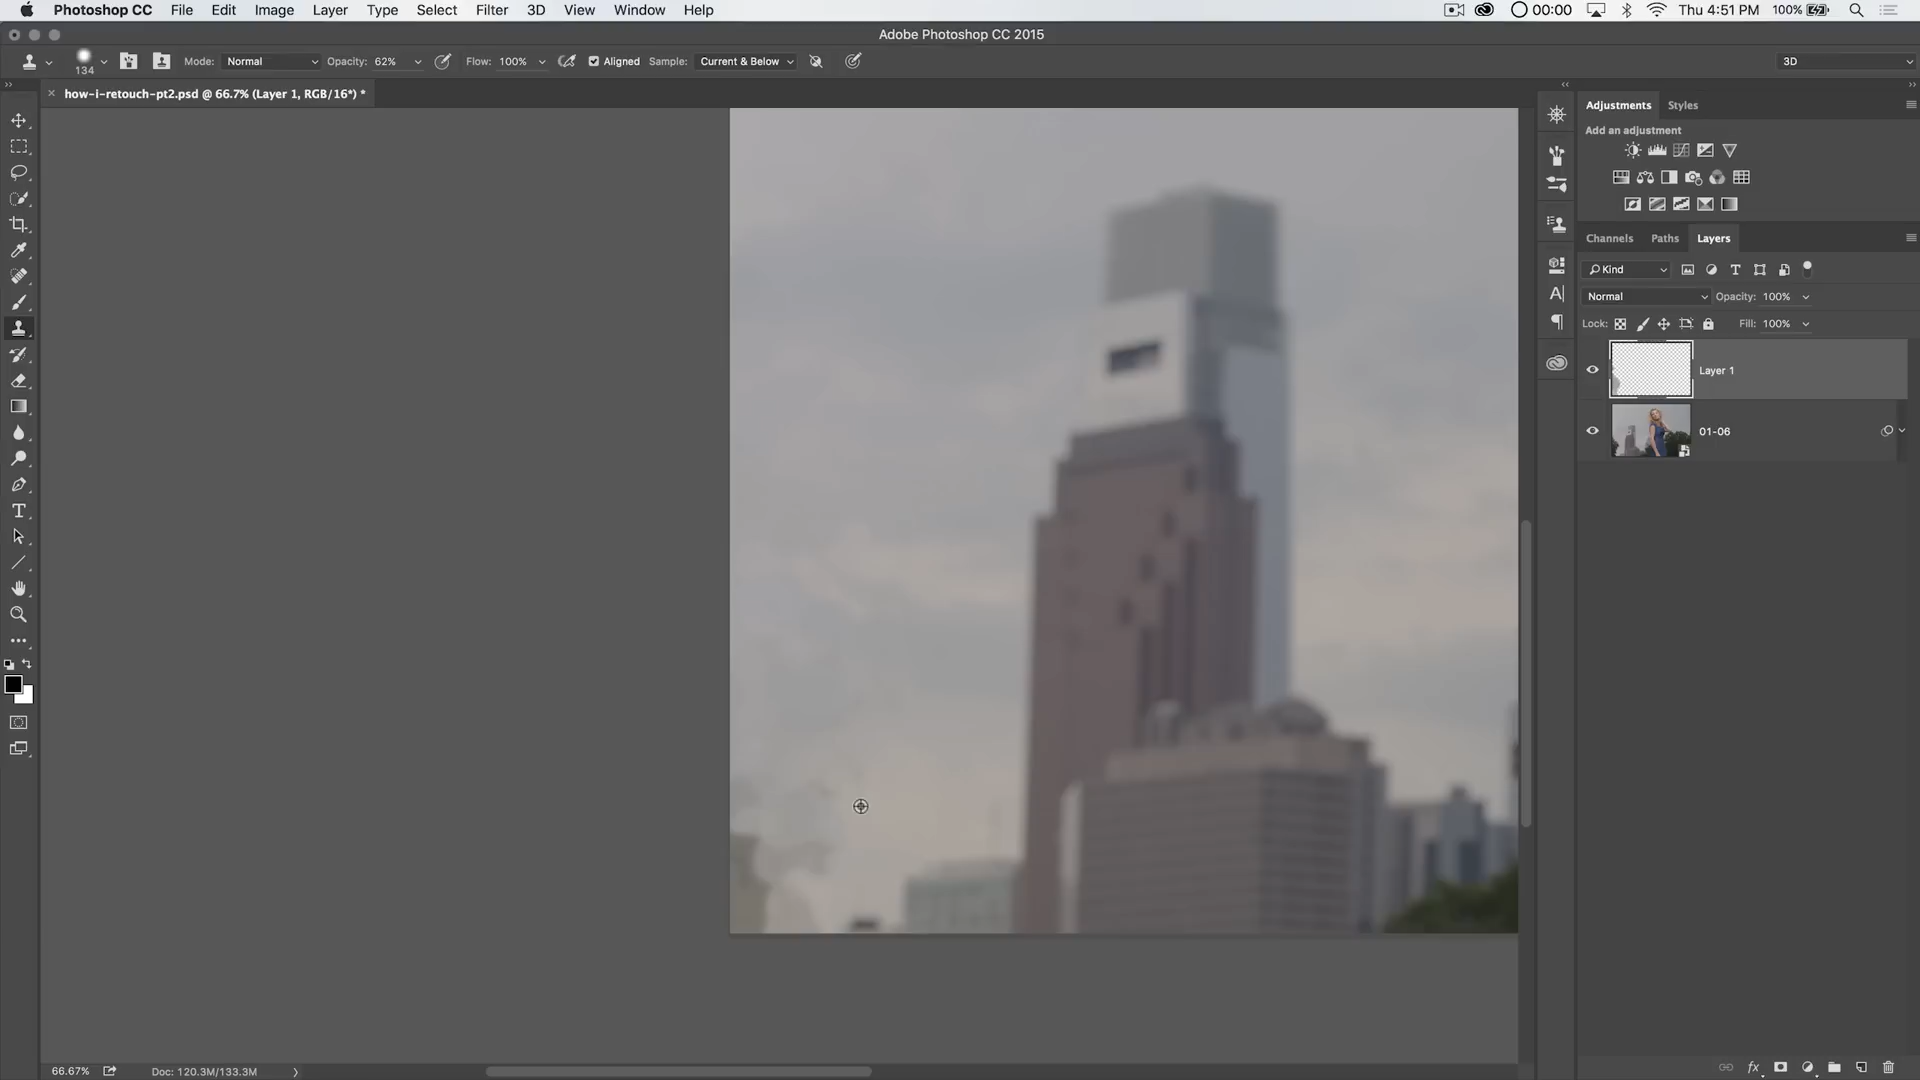 Photoshop CC File Edit Image Layer Type Select Filter 3D View Window Help 00:00 Thu 4:51 PM 100%
Adobe Photoshop CC 2015
134 Mode: Normal Opacity: 62% Flow: 100% Aligned Sample: Current & Below 3D
how-i-retouch-pt2.psd @ 66.7% (Layer 1, RGB/16*) *
Adjustments Styles
Add an adjustment
Channels Paths Layers
Kind
Normal Opacity: 100%
Lock: Fill: 100%
Layer 1
01-06
66.67% Doc: 120.3M/133.3M